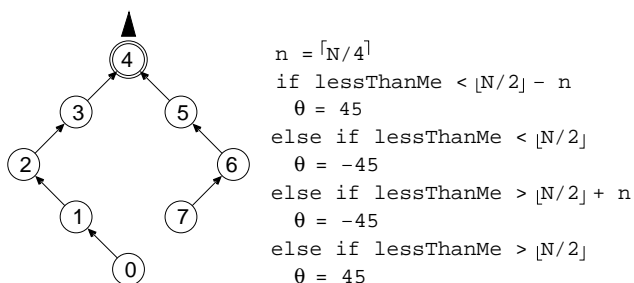 4
3
5
2
6
1
7
0
n = ⌈N/4⌉
if lessThanMe < ⌊N/2⌋ − n
θ = 45
else if lessThanMe < ⌊N/2⌋
θ = −45
else if lessThanMe > ⌊N/2⌋ + n
θ = −45
else if lessThanMe > ⌊N/2⌋
θ = 45